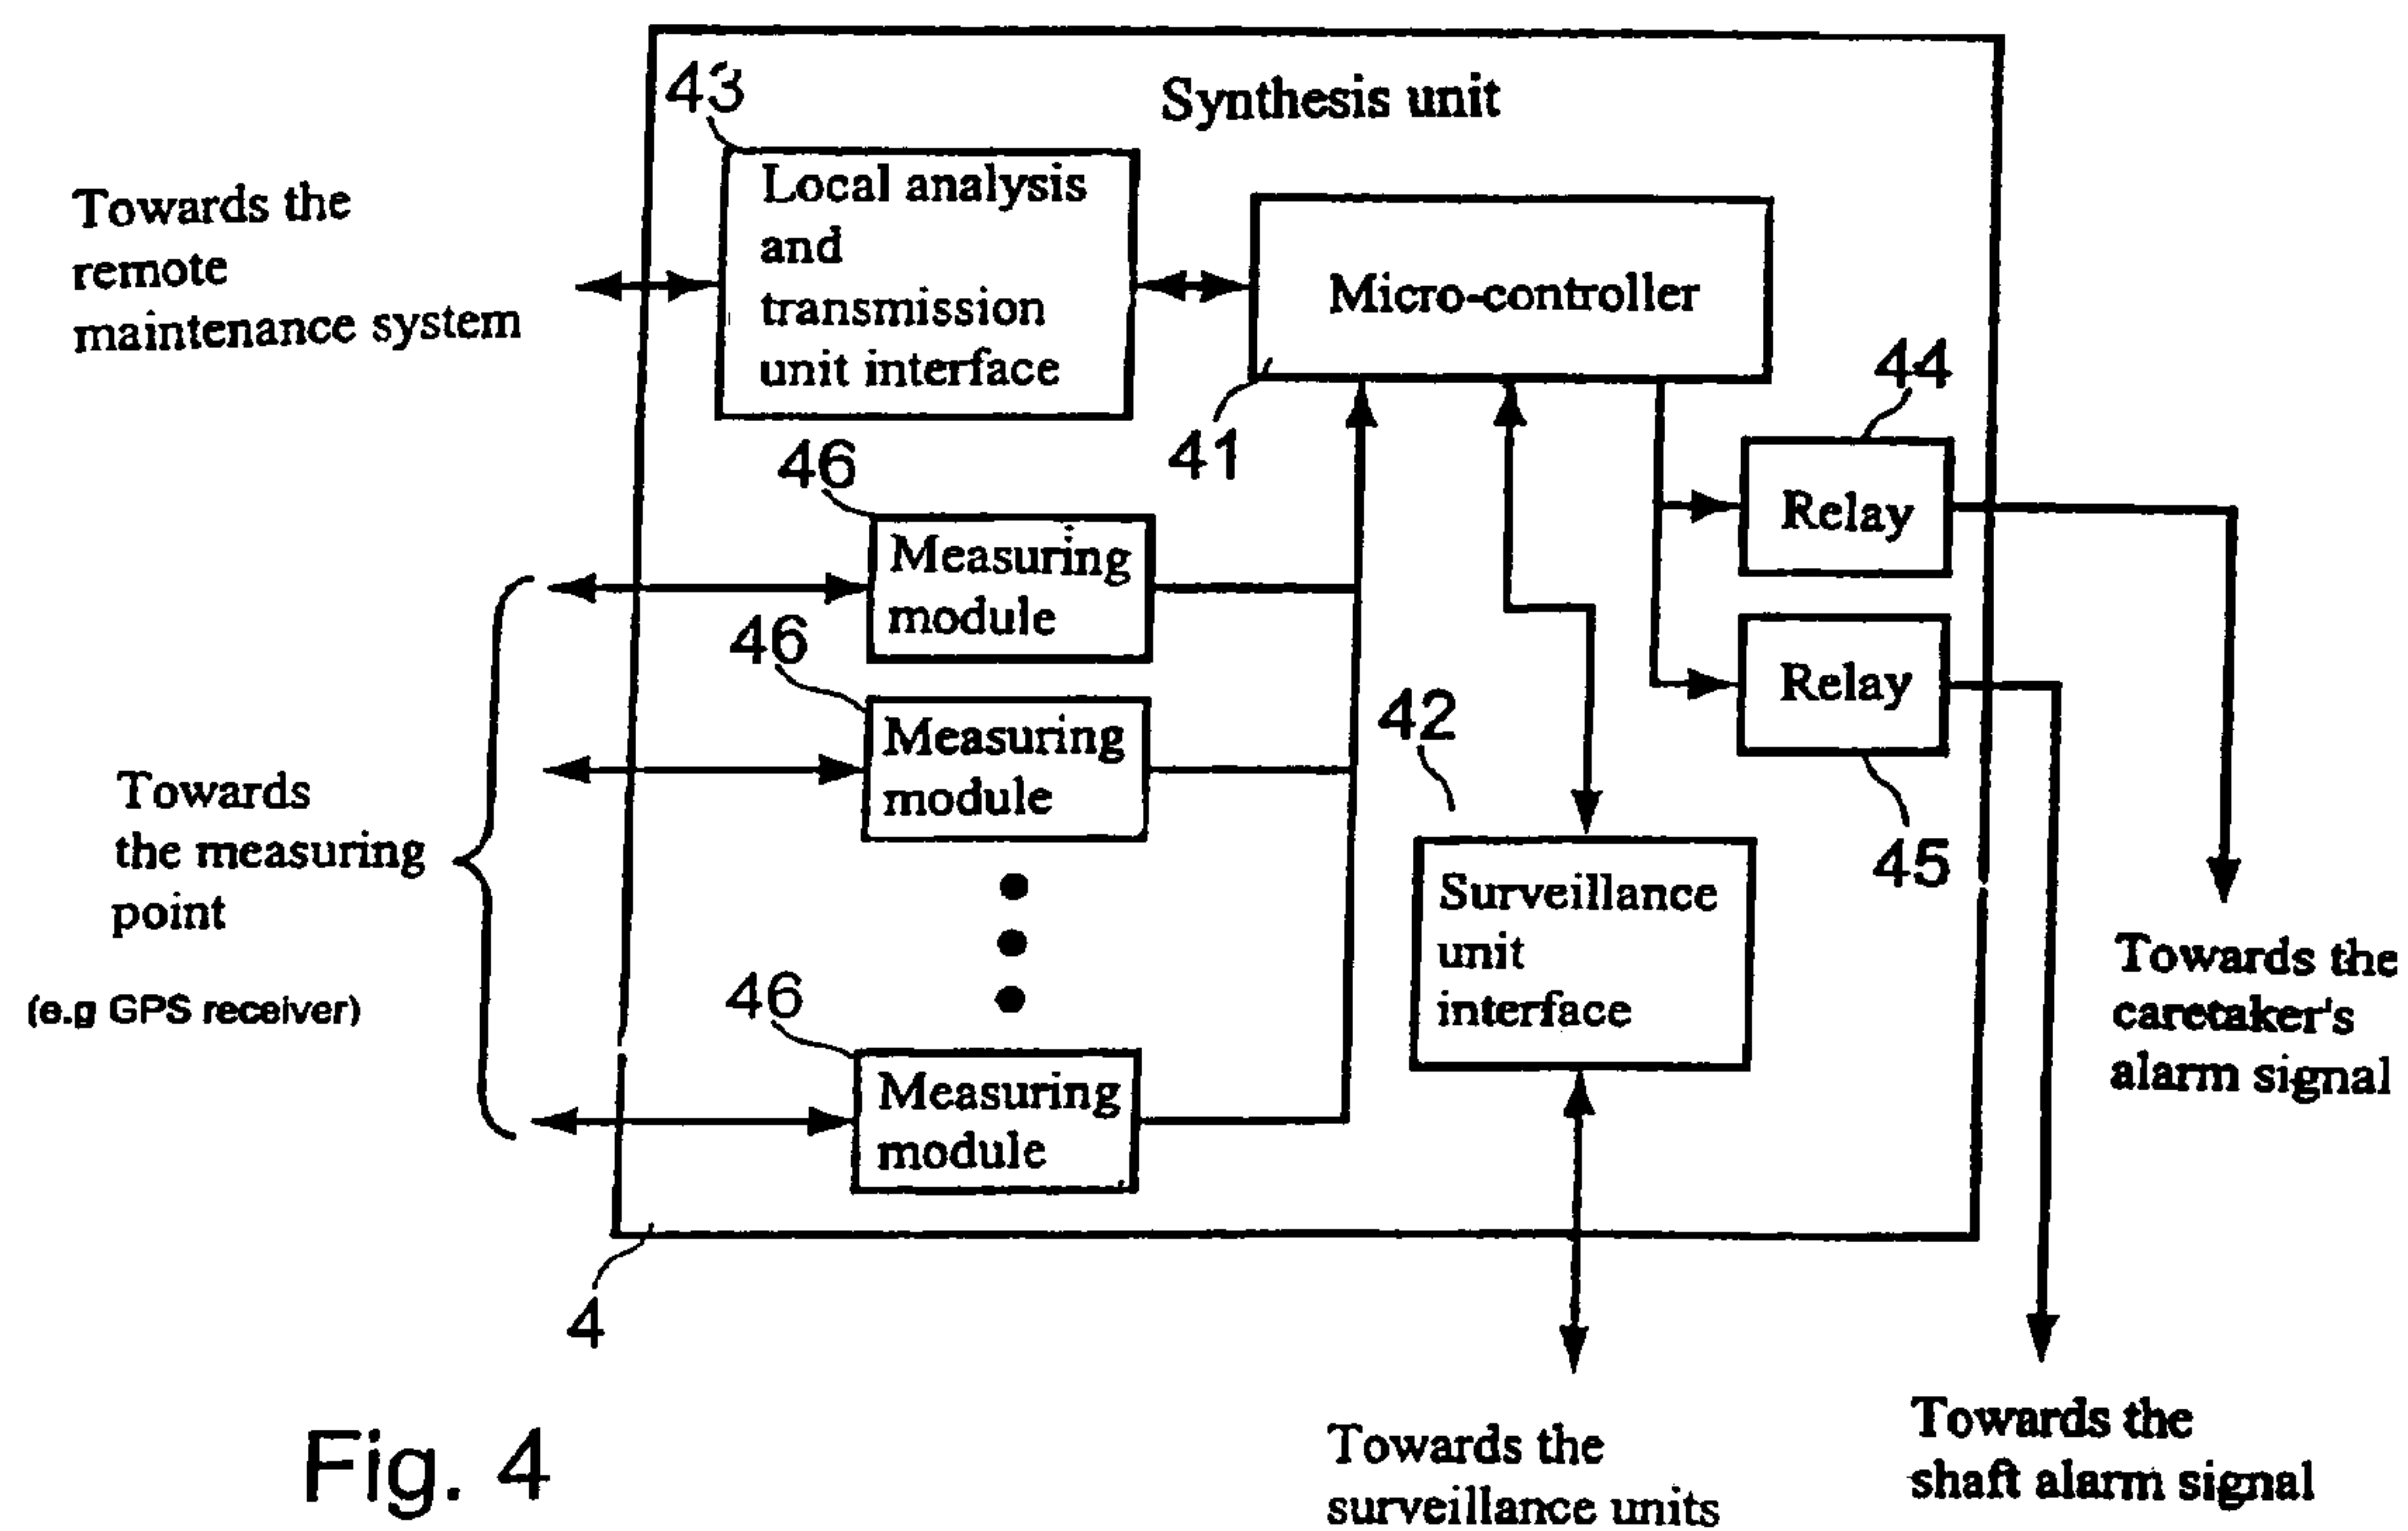 Synthesis unit
43
Local analysis
and
transmission
unit interface
Towards the
remote
maintenance system
Micro-controller
41
44
Relay
46
Measuring
module
46
Measuring
module
Relay
45
42
Surveillance
unit
interface
Towards
the measuring
point
(e.g GPS receiver)
46
Measuring
module
Towards the
caretaker's
alarm signal
4
Towards the
surveillance units
Towards the
shaft alarm signal
Fig. 4